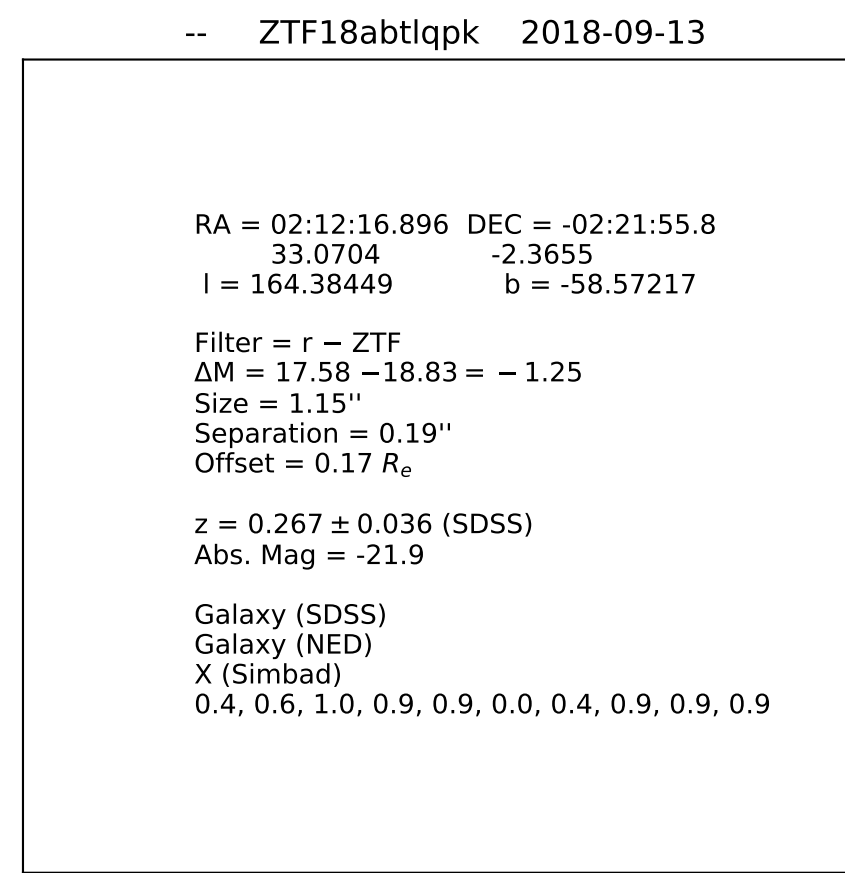 -- ZTF18abtlqpk 2018-09-13
RA = 02:12:16.896 DEC = -02:21:55.8
33.0704 -2.3655
l = 164.38449 b = -58.57217
Filter = r − ZTF
ΔM = 17.58 −18.83 = − 1.25
Size = 1.15''
Separation = 0.19''
Offset = 0.17 Re
z = 0.267 ± 0.036 (SDSS)
Abs. Mag = -21.9
Galaxy (SDSS)
Galaxy (NED)
X (Simbad)
0.4, 0.6, 1.0, 0.9, 0.9, 0.0, 0.4, 0.9, 0.9, 0.9